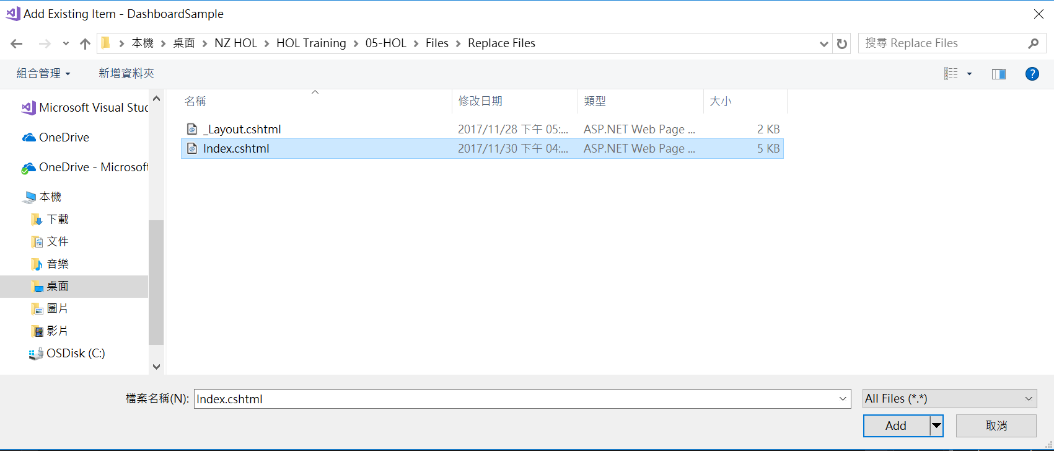 Add Existing Item - DashboardSample
本機 > 桌面 > NZ HOL > HOL Training > 05-HOL > Files > Replace Files
搜尋 Replace Files
組合管理 新增資料夾
Microsoft Visual Stuc
OneDrive
OneDrive - Microsoft
本機
下載
文件
音樂
桌面
圖片
影片
OSDisk (C:)
名稱 修改日期 類型 大小
_Layout.cshtml 2017/11/28 下午 05:... ASP.NET Web Page ... 2 KB
Index.cshtml 2017/11/30 下午 04:... ASP.NET Web Page ... 5 KB
檔案名稱(N): Index.cshtml
All Files (*.*)
Add 取消